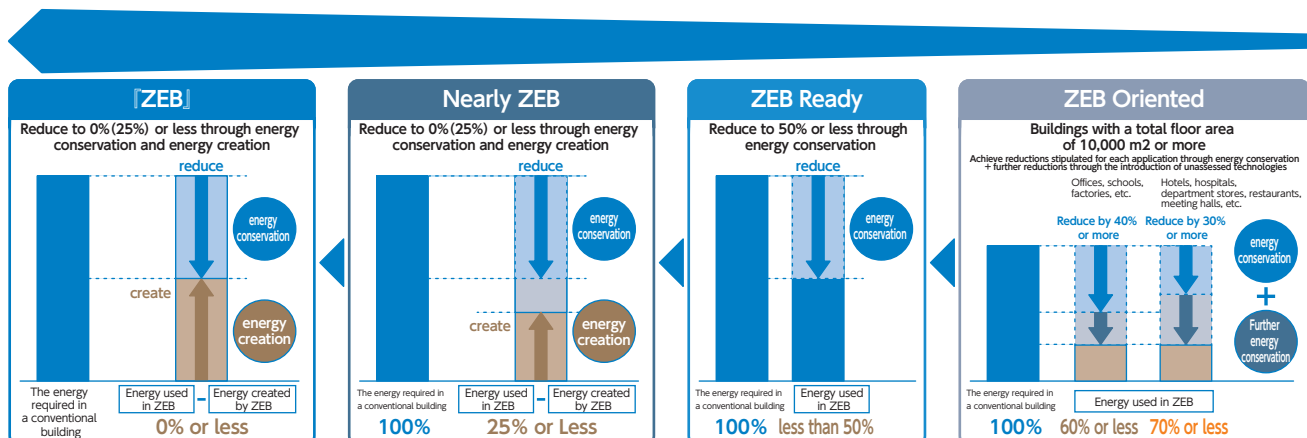 『ZEB』
Reduce to 0%(25%) or less through energy
conservation and energy creation
reduce
energy
conservation
create
energy
creation
The energy
required in
a conventional
building
Energy used
in ZEB
–
Energy created
by ZEB
0% or less
Nearly ZEB
Reduce to 0%(25%) or less through energy
conservation and energy creation
reduce
energy
conservation
create
energy
creation
The energy required in
a conventional building
100%
Energy used
in ZEB
–
Energy created
by ZEB
25% or Less
ZEB Ready
Reduce to 50% or less through
energy conservation
energy
conservation
The energy required in
a conventional building
100%
Energy used
in ZEB
less than 50%
ZEB Oriented
Buildings with a total floor area
of 10,000 m2 or more
Achieve reductions stipulated for each application through energy conservation
+ further reductions through the introduction of unassessed technologies
Offices, schools,
factories, etc.
Hotels, hospitals,
department stores, restaurants,
meeting halls, etc.
Reduce by 40%
or more
Reduce by 30%
or more
energy
conservation
+
Further
energy
conservation
The energy required in
a conventional building
100%
Energy used in ZEB
60% or less
70% or less